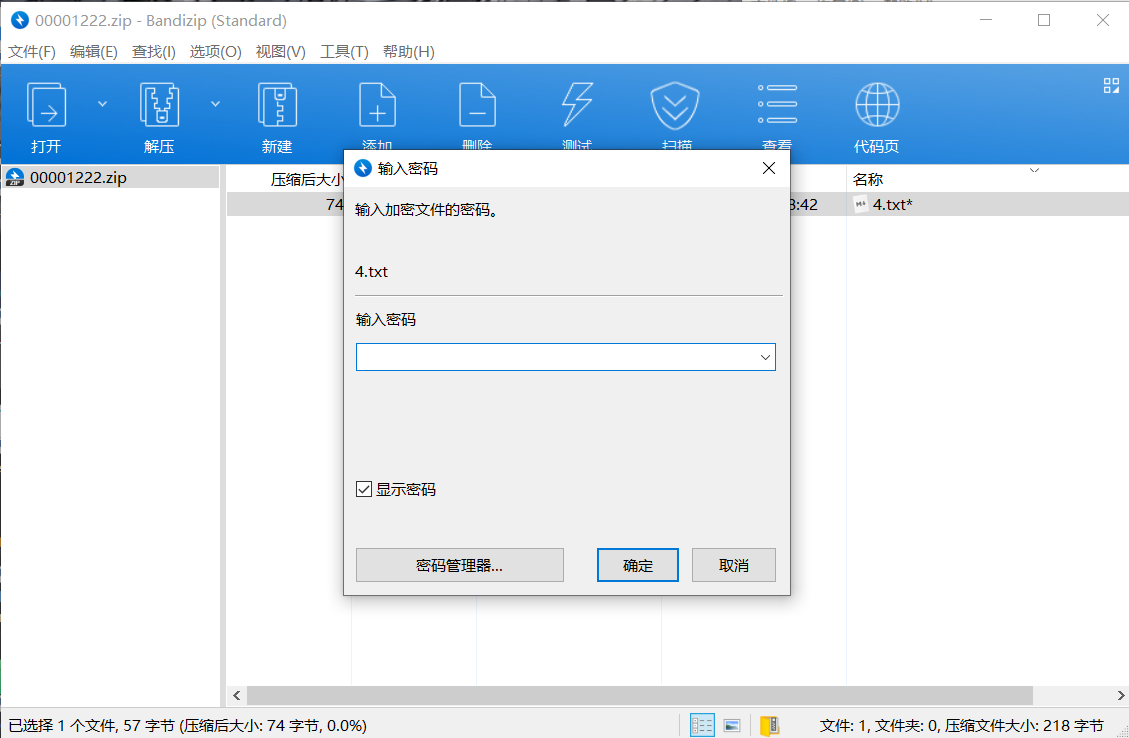 00001222.zip - Bandizip (Standard)
文件(F) 编辑(E) 查找(I) 选项(O) 视图(V) 工具(T) 帮助(H)
打开 解压 新建 添加 删除 测试 扫描 查看 代码页
00001222.zip
压缩后大小
名称
74
8:42
4.txt*
输入密码
输入加密文件的密码。
4.txt
输入密码
显示密码
密码管理器... 确定 取消
已选择 1 个文件, 57 字节 (压缩后大小: 74 字节, 0.0%)
文件: 1, 文件夹: 0, 压缩文件大小: 218 字节